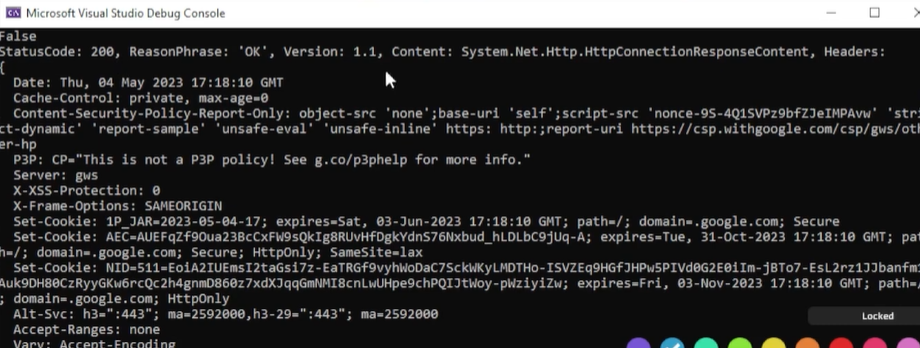 Microsoft Visual Studio Debug Console
False
StatusCode: 200, ReasonPhrase: 'OK', Version: 1.1, Content: System.Net.Http.HttpConnectionResponseContent, Headers:
{
Date: Thu, 04 May 2023 17:18:10 GMT
Cache-Control: private, max-age=0
Content-Security-Policy-Report-Only: object-src 'none';base-uri 'self';script-src 'nonce-9S-4Q1SVPz9bfZJeIMPAvw' 'stri
ct-dynamic' 'report-sample' 'unsafe-eval' 'unsafe-inline' https: http:;report-uri https://csp.withgoogle.com/csp/gws/oth
er-hp
P3P: CP="This is not a P3P policy! See g.co/p3phelp for more info."
Server: gws
X-XSS-Protection: 0
X-Frame-Options: SAMEORIGIN
Set-Cookie: 1P_JAR=2023-05-04-17; expires=Sat, 03-Jun-2023 17:18:10 GMT; path=/; domain=.google.com; Secure
Set-Cookie: AEC=AUEFqZf9Oua23BcCxFW9sQkIg8RUvHfDgkYdnS76Nxbud_hLDLbC9jUq-A; expires=Tue, 31-Oct-2023 17:18:10 GMT; pat
h=/; domain=.google.com; Secure; HttpOnly; SameSite=lax
Set-Cookie: NID=511=EoiA2IUEmsI2taGsi7z-EaTRGf9vyhWoDaC7SckWKyLMDTHo-ISVZEq9HGfJHPw5PIVd0G2E0iIm-jBTo7-EsL2rz1JJbanfm1
Auk9DH80CzRyyGKw6rcQc2h4gnmD860z7xdXJqqGmNMI8cnLwUHpe9chPQIJtWoy-pWziyiZw; expires=Fri, 03-Nov-2023 17:18:10 GMT; path=/
; domain=.google.com; HttpOnly
Alt-Svc: h3=":443"; ma=2592000,h3-29=":443"; ma=2592000
Locked
Accept-Ranges: none
Vary: Accept-Encoding